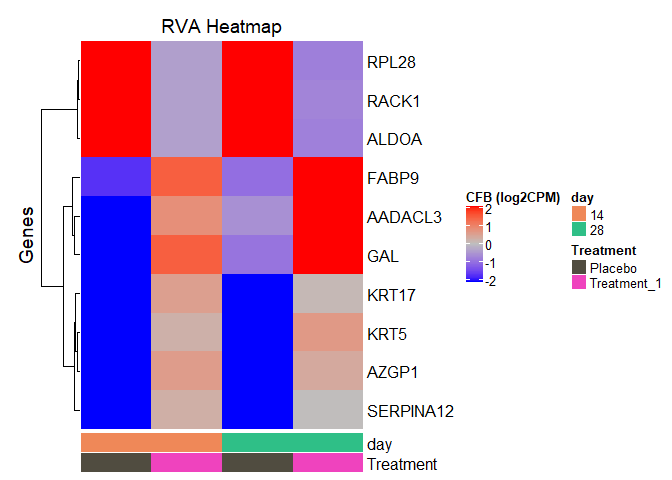 RVA Heatmap
Genes
RPL28
RACK1
ALDOA
FABP9
AADACL3
GAL
KRT17
KRT5
AZGP1
SERPINA12
day
Treatment
CFB (log2CPM)
2
1
0
-1
-2
day
14
28
Treatment
Placebo
Treatment_1